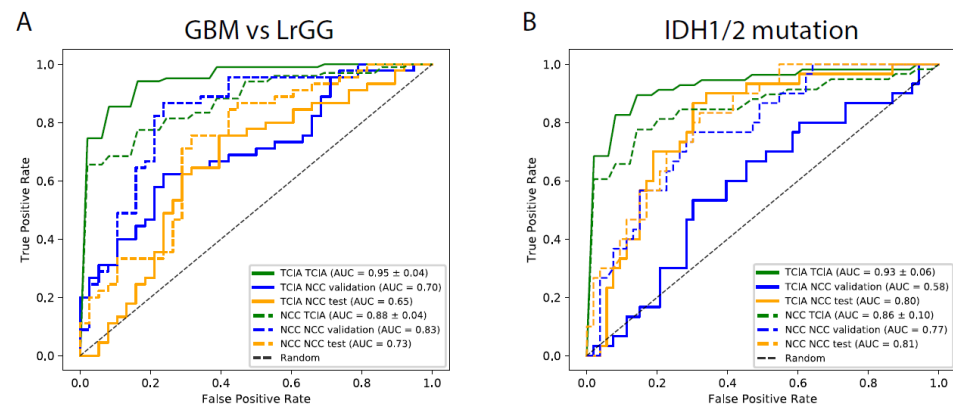 A
GBM vs LrGG
True Positive Rate
1.0
0.8
0.6
0.4
0.2
0.0
TCIA TCIA (AUC = 0.95 ± 0.04)
TCIA NCC validation (AUC = 0.70)
TCIA NCC test (AUC = 0.65)
NCC TCIA (AUC = 0.88 ± 0.04)
NCC NCC validation (AUC = 0.83)
NCC NCC test (AUC = 0.73)
Random
0.0 0.2 0.4 0.6 0.8 1.0
False Positive Rate
B
IDH1/2 mutation
True Positive Rate
1.0
0.8
0.6
0.4
0.2
0.0
TCIA TCIA (AUC = 0.93 ± 0.06)
TCIA NCC validation (AUC = 0.58)
TCIA NCC test (AUC = 0.80)
NCC TCIA (AUC = 0.86 ± 0.10)
NCC NCC validation (AUC = 0.77)
NCC NCC test (AUC = 0.81)
Random
0.0 0.2 0.4 0.6 0.8 1.0
False Positive Rate